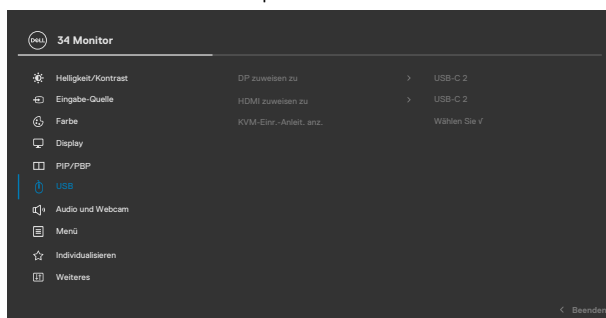 DELL 34 Monitor
Helligkeit/Kontrast DP zuweisen zu > USB-C 2
Eingabe-Quelle HDMI zuweisen zu > USB-C 2
Farbe KVM-Einr.-Anleit. anz. Wählen Sie √
Display
PIP/PBP
USB
Audio und Webcam
Menü
Individualisieren
Weiteres
< Beenden